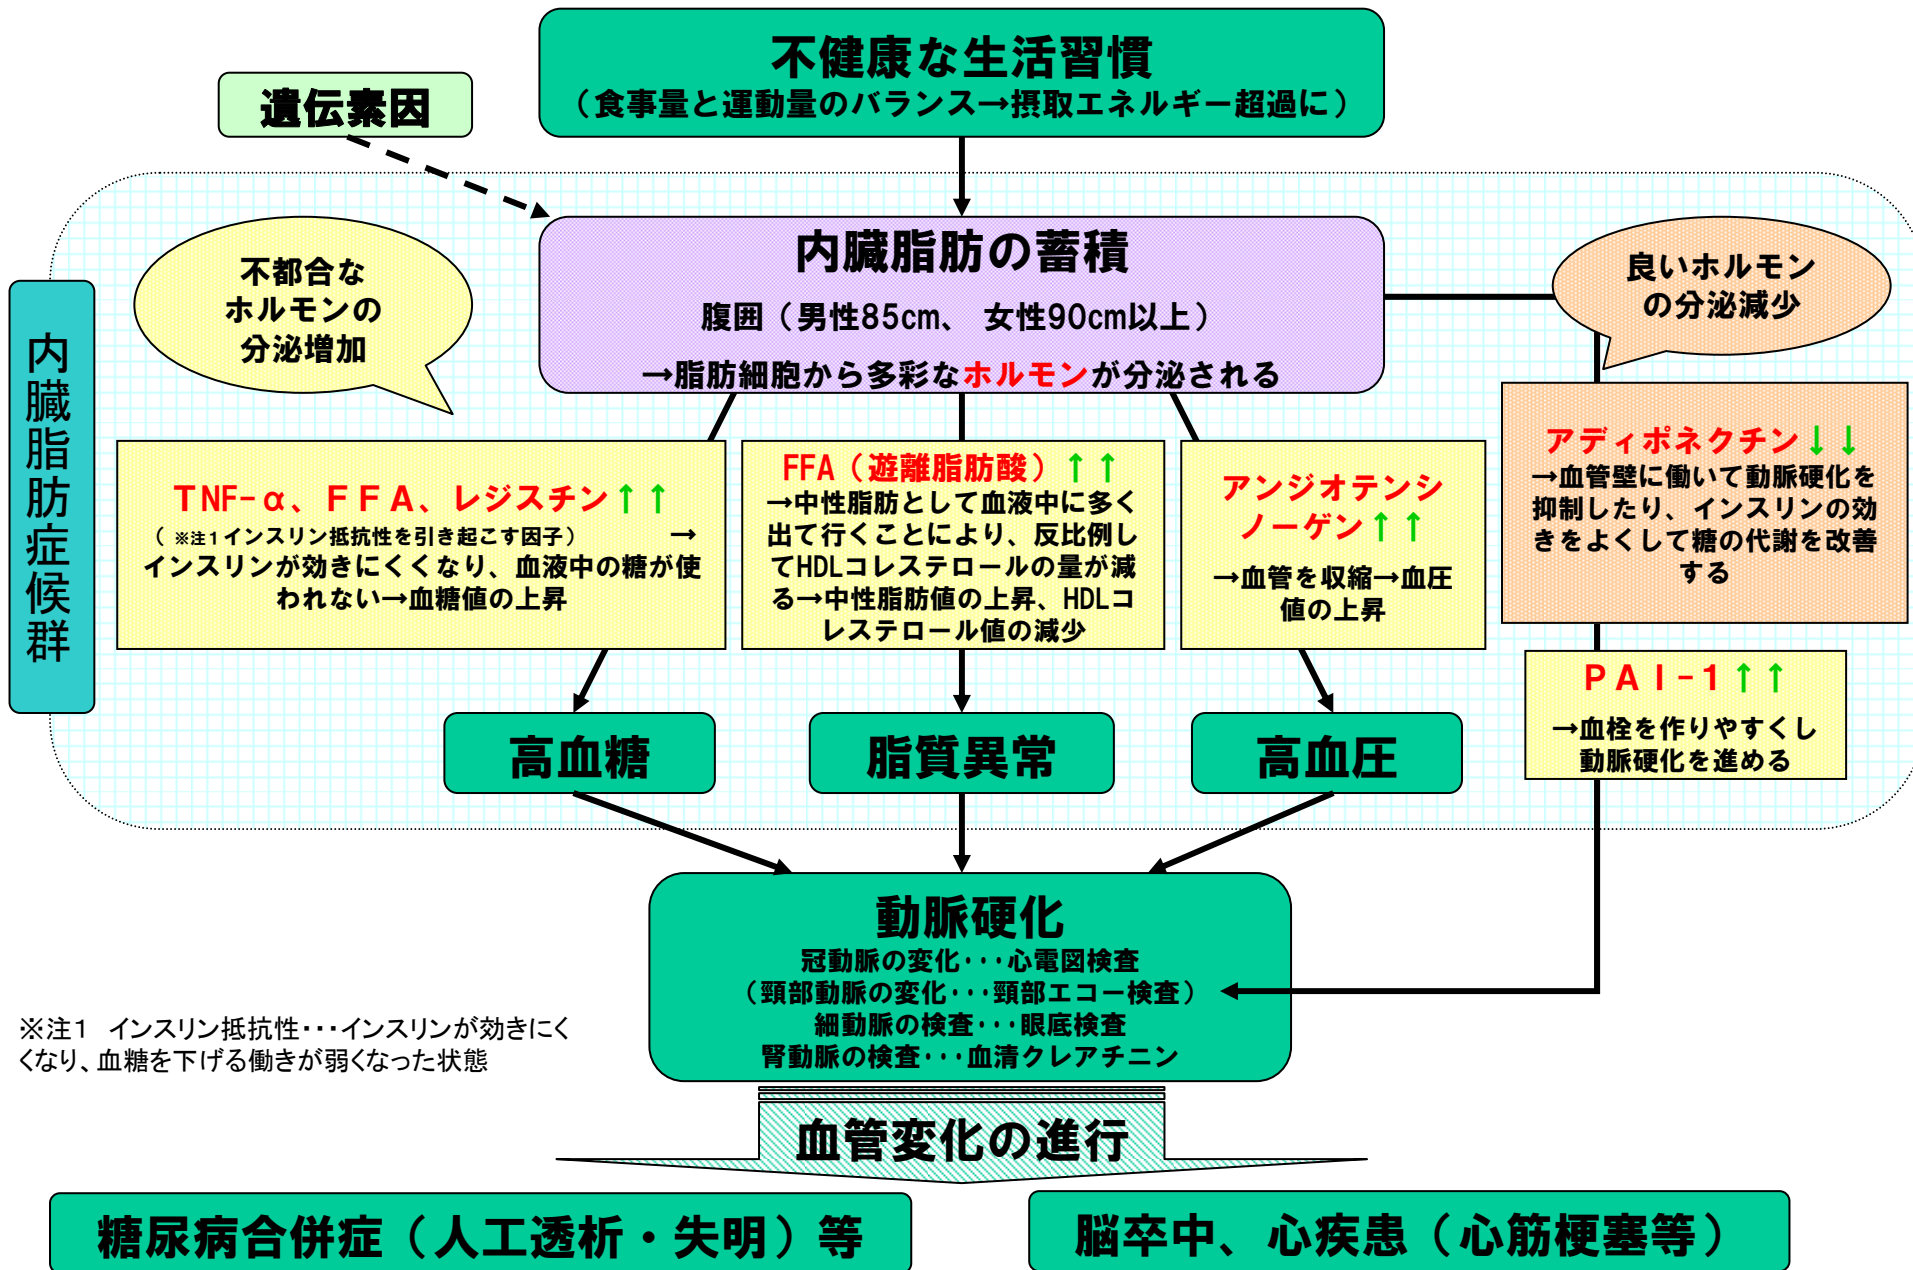 不健康な生活習慣
（食事量と運動量のバランス→摂取エネルギー超過に）
遺伝素因
内臓脂肪症候群
不都合な
ホルモンの
分泌増加
内臓脂肪の蓄積
腹囲（男性85cm、 女性90cm以上）
→脂肪細胞から多彩なホルモンが分泌される
良いホルモン
の分泌減少
ＴNF-α、ＦＦＡ、レジスチン↑↑
（ ※注1インスリン抵抗性を引き起こす因子） →
インスリンが効きにくくなり、血液中の糖が使
われない→血糖値の上昇
FFA（遊離脂肪酸）↑↑
→中性脂肪として血液中に多く
出て行くことにより、反比例し
てHDLコレステロールの量が減
る→中性脂肪値の上昇、HDLコ
レステロール値の減少
アンジオテンシ
ノーゲン↑↑
→血管を収縮→血圧
値の上昇
アディポネクチン↓↓
→血管壁に働いて動脈硬化を
抑制したり、インスリンの効
きをよくして糖の代謝を改善
する
ＰＡＩ-１↑↑
→血栓を作りやすくし
動脈硬化を進める
高血糖
脂質異常
高血圧
動脈硬化
冠動脈の変化･･･心電図検査
（頸部動脈の変化･･･頸部エコー検査）
細動脈の検査･･･眼底検査
腎動脈の検査･･･血清クレアチニン
※注1　インスリン抵抗性･･･インスリンが効きにく
くなり、血糖を下げる働きが弱くなった状態
血管変化の進行
糖尿病合併症（人工透析・失明）等
脳卒中、心疾患（心筋梗塞等）